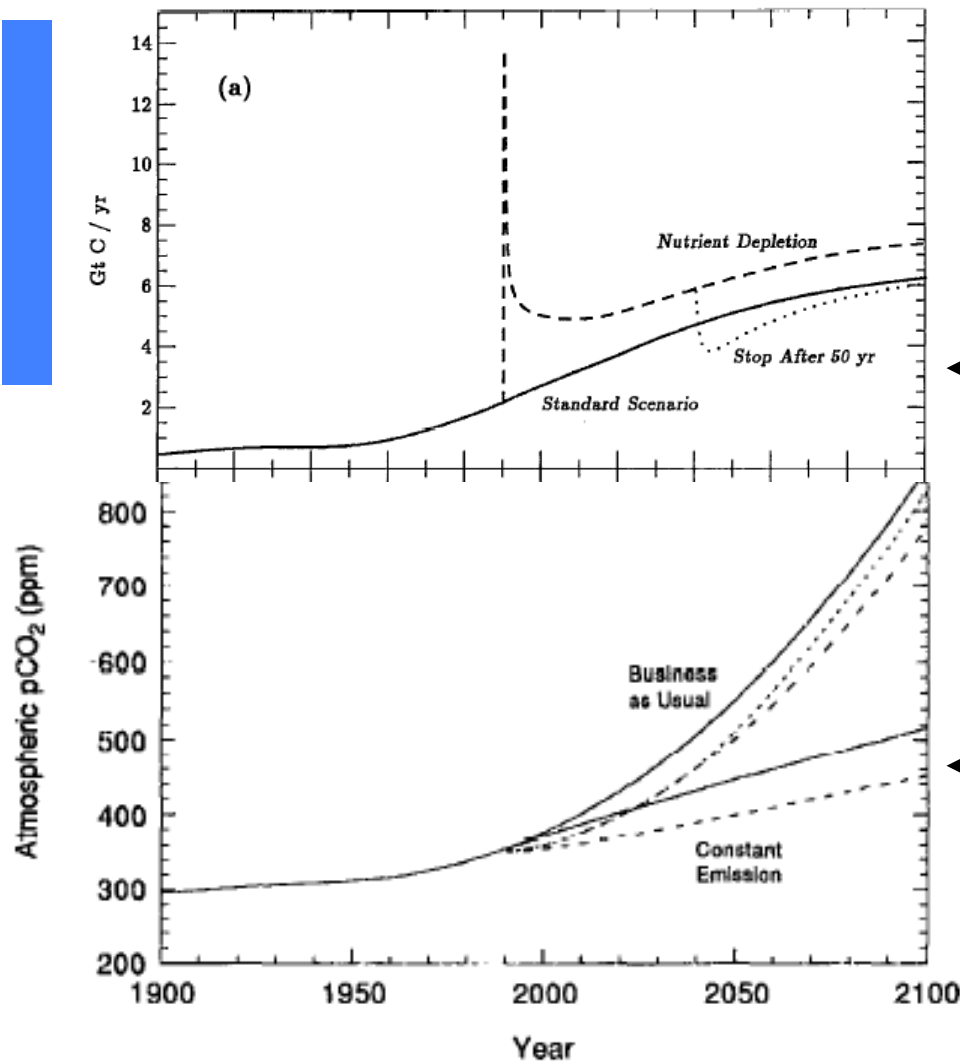 14
(a)
12
10
8
Gt C / yr
Nutrient Depletion
6
4
Stop After 50 yr
Standard Scenario
2
800
700
600
Business
as Usual
500
Atmospheric pCO₂ (ppm)
400
Constant
Emission
300
200
1900 1950 2000 2050 2100
Year